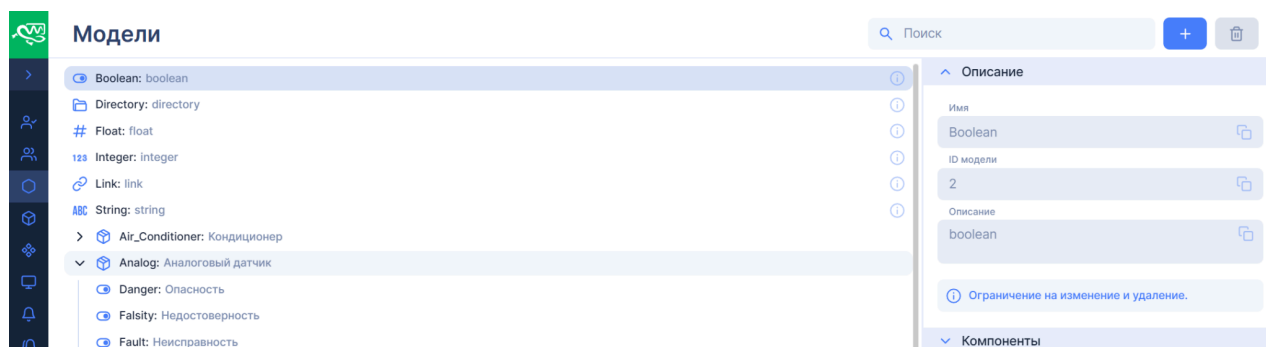 Модели
Поиск
Boolean: boolean
Directory: directory
Float: float
123 Integer: integer
Link: link
ABC String: string
Air_Conditioner: Кондиционер
Analog: Аналоговый датчик
Danger: Опасность
Falsity: Недостоверность
Fault: Неисправность
Описание
Имя
Boolean
ID модели
2
Описание
boolean
Ограничение на изменение и удаление.
Компоненты